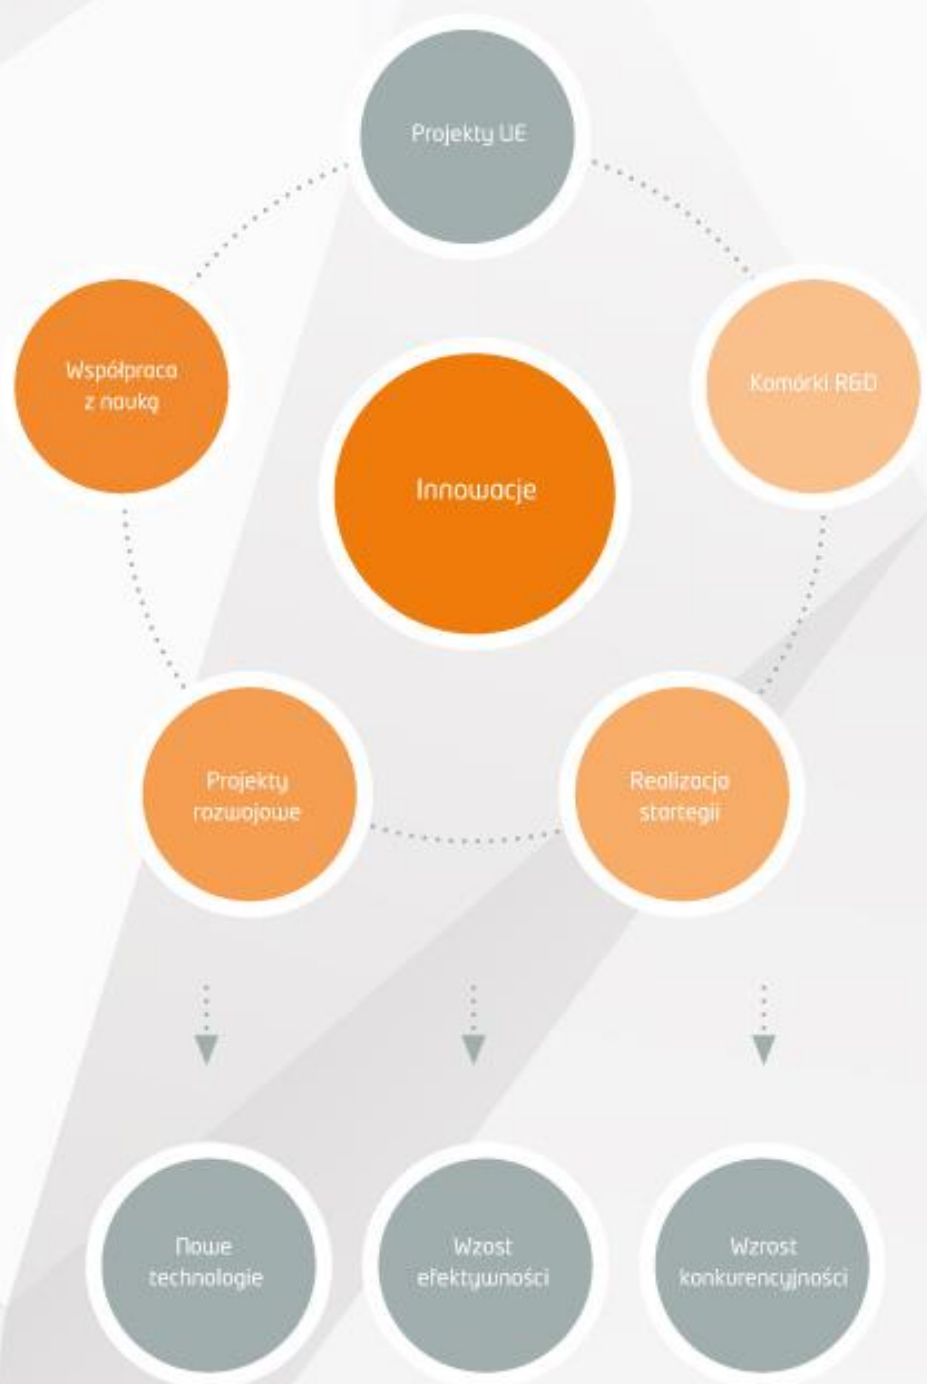 Projekty UE
Współpraca
z nauką
Komórki R&D
Innowacje
Projekty
rozwojowe
Realizacja
startegii
Nowe
technologie
Wzost
efektywności
Wzrost
konkurencyjności